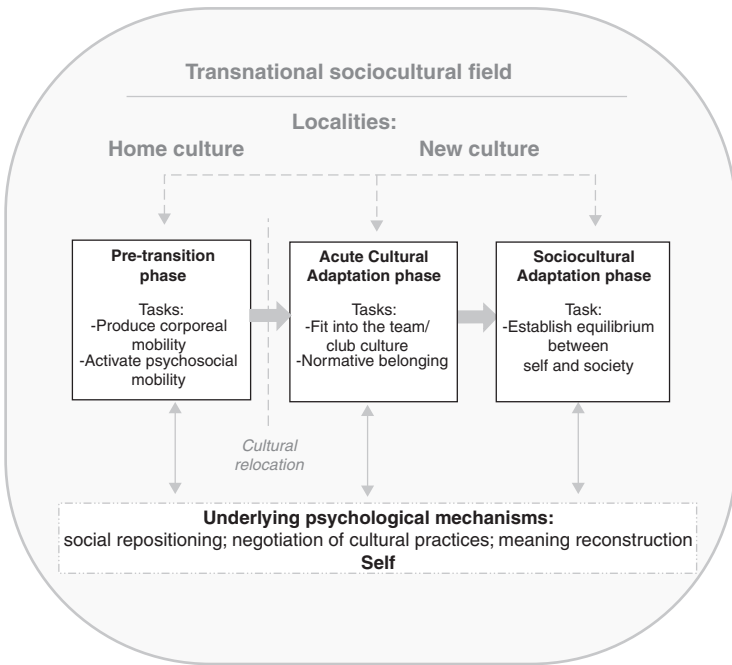 Transnational sociocultural field
Localities:
Home culture
New culture
Pre-transition
phase
Tasks:
-Produce corporeal
mobility
-Activate psychosocial
mobility
Acute Cultural
Adaptation phase
Tasks:
-Fit into the team/
club culture
-Normative belonging
Sociocultural
Adaptation phase
Task:
-Establish equilibrium
between
self and society
Cultural
relocation
Underlying psychological mechanisms:
social repositioning; negotiation of cultural practices; meaning reconstruction
Self